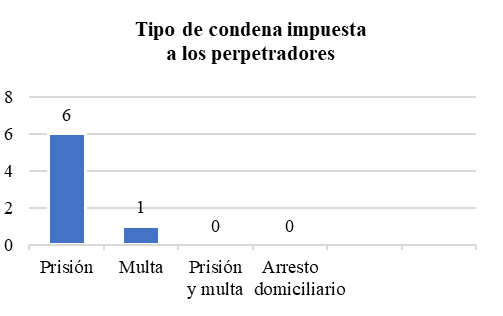 Tipo de condena impuesta
a los perpetradores
8
6
4
2
0
6
1
0
0
Prisión
Multa
Prisión
y multa
Arresto
domiciliario